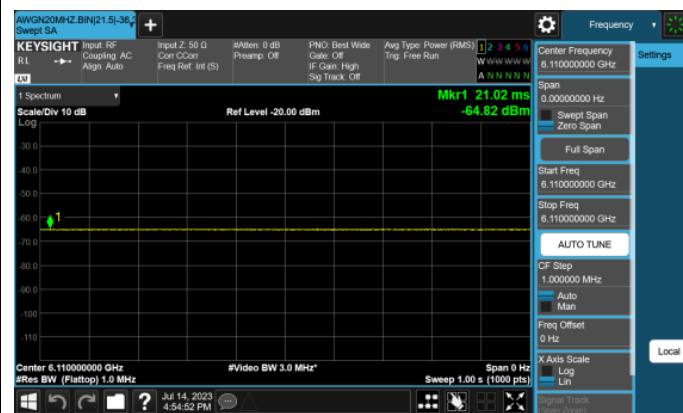 AWGN20MHZ.BIN|21.5|-36.3
Swept SA
Frequency
Settings
KEYSIGHT
RL
LXI
Input: RF
Coupling: AC
Align: Auto
Input Z: 50 Ω
Corr CCorr
Freq Ref: Int (S)
#Atten: 0 dB
Preamp: Off
PNO: Best Wide
Gate: Off
IF Gain: High
Sig Track: Off
Avg Type: Power (RMS)
Trig: Free Run
1 2 3 4 5 6
W W W W W W
A N N N N N
1 Spectrum
Scale/Div 10 dB
Log
Ref Level -20.00 dBm
Mkr1 21.02 ms
-64.82 dBm
-30.0
-40.0
-50.0
-60.0
1
-70.0
-80.0
-90.0
-100
-110
Center 6.110000000 GHz
#Res BW (Flattop) 1.0 MHz
#Video BW 3.0 MHz*
Span 0 Hz
Sweep 1.00 s (1000 pts)
Center Frequency
6.110000000 GHz
Span
0.00000000 Hz
Swept Span
Zero Span
Full Span
Start Freq
6.110000000 GHz
Stop Freq
6.110000000 GHz
AUTO TUNE
CF Step
1.000000 MHz
Auto
Man
Freq Offset
0 Hz
X Axis Scale
Log
Lin
Signal Track
(Span Zoom)
Local
?
Jul 14, 2023
4:54:52 PM